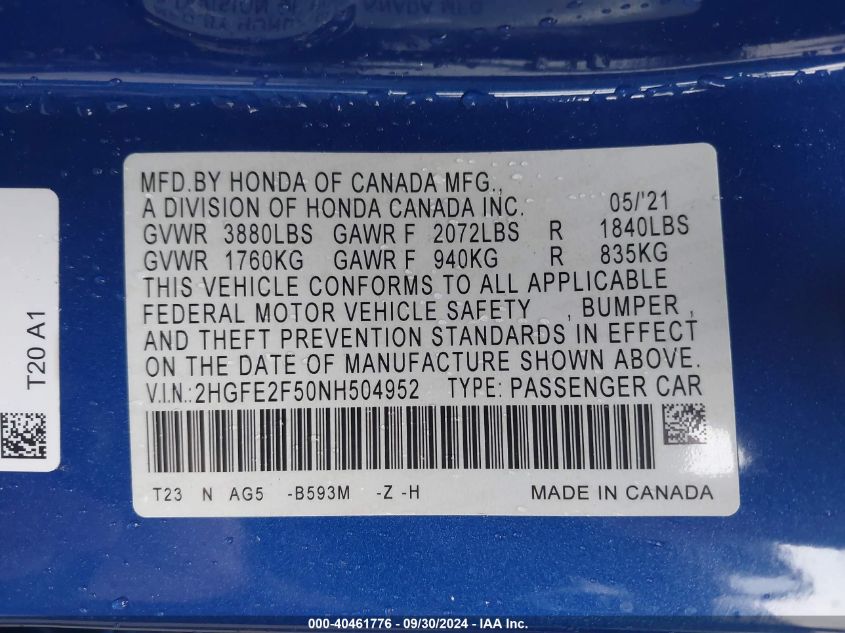 MFD.BY HONDA OF CANADA MFG.,
A DIVISION OF HONDA CANADA INC. 05/'21
GVWR 3880LBS GAWR F 2072LBS R 1840LBS
GVWR 1760KG GAWR F 940KG R 835KG
THIS VEHICLE CONFORMS TO ALL APPLICABLE
FEDERAL MOTOR VEHICLE SAFETY , BUMPER ,
AND THEFT PREVENTION STANDARDS IN EFFECT
ON THE DATE OF MANUFACTURE SHOWN ABOVE.
V.I.N.:2HGFE2F50NH504952 TYPE: PASSENGER CAR
T23 N AG5 -B593M -Z -H MADE IN CANADA
T20 A1
000-40461776 - 09/30/2024 - IAA Inc.